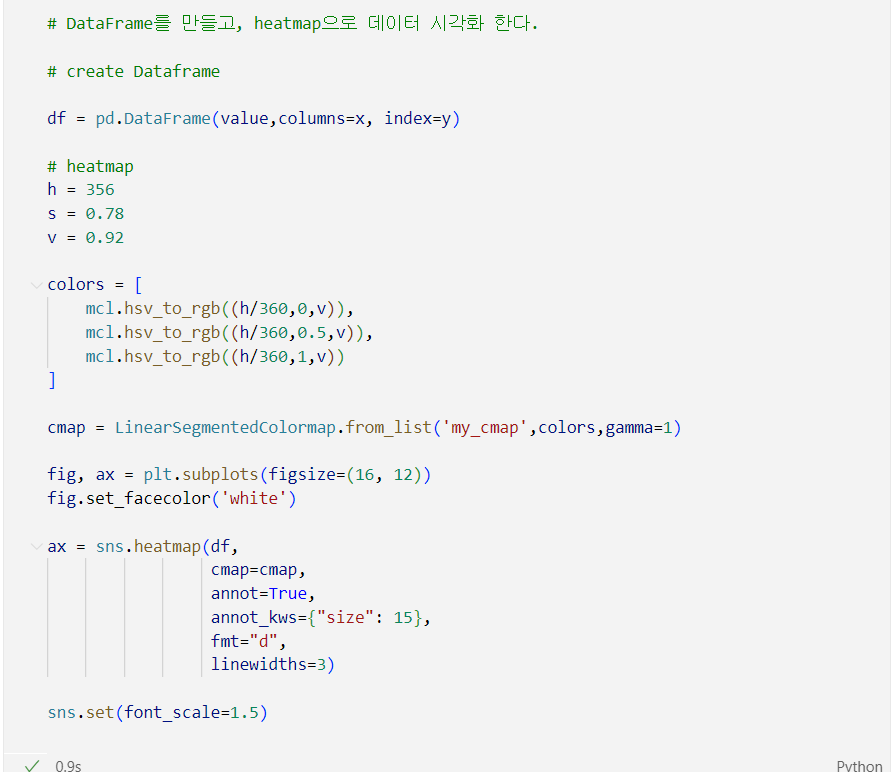 # DataFrame를 만들고, heatmap으로 데이터 시각화 한다.
# create Dataframe
df = pd.DataFrame(value,columns=x, index=y)
# heatmap
h = 356
s = 0.78
v = 0.92
colors = [
    mcl.hsv_to_rgb((h/360,0,v)),
    mcl.hsv_to_rgb((h/360,0.5,v)),
    mcl.hsv_to_rgb((h/360,1,v))
]
cmap = LinearSegmentedColormap.from_list('my_cmap',colors,gamma=1)
fig, ax = plt.subplots(figsize=(16, 12))
fig.set_facecolor('white')
ax = sns.heatmap(df,
                 cmap=cmap,
                 annot=True,
                 annot_kws={"size": 15},
                 fmt="d",
                 linewidths=3)
sns.set(font_scale=1.5)
0.9s Python